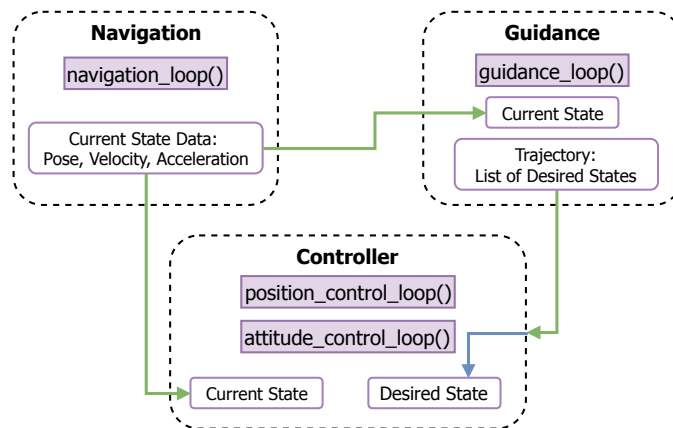 Navigation
navigation_loop()
Current State Data:
Pose, Velocity, Acceleration
Guidance
guidance_loop()
Current State
Trajectory:
List of Desired States
Controller
position_control_loop()
attitude_control_loop()
Current State
Desired State